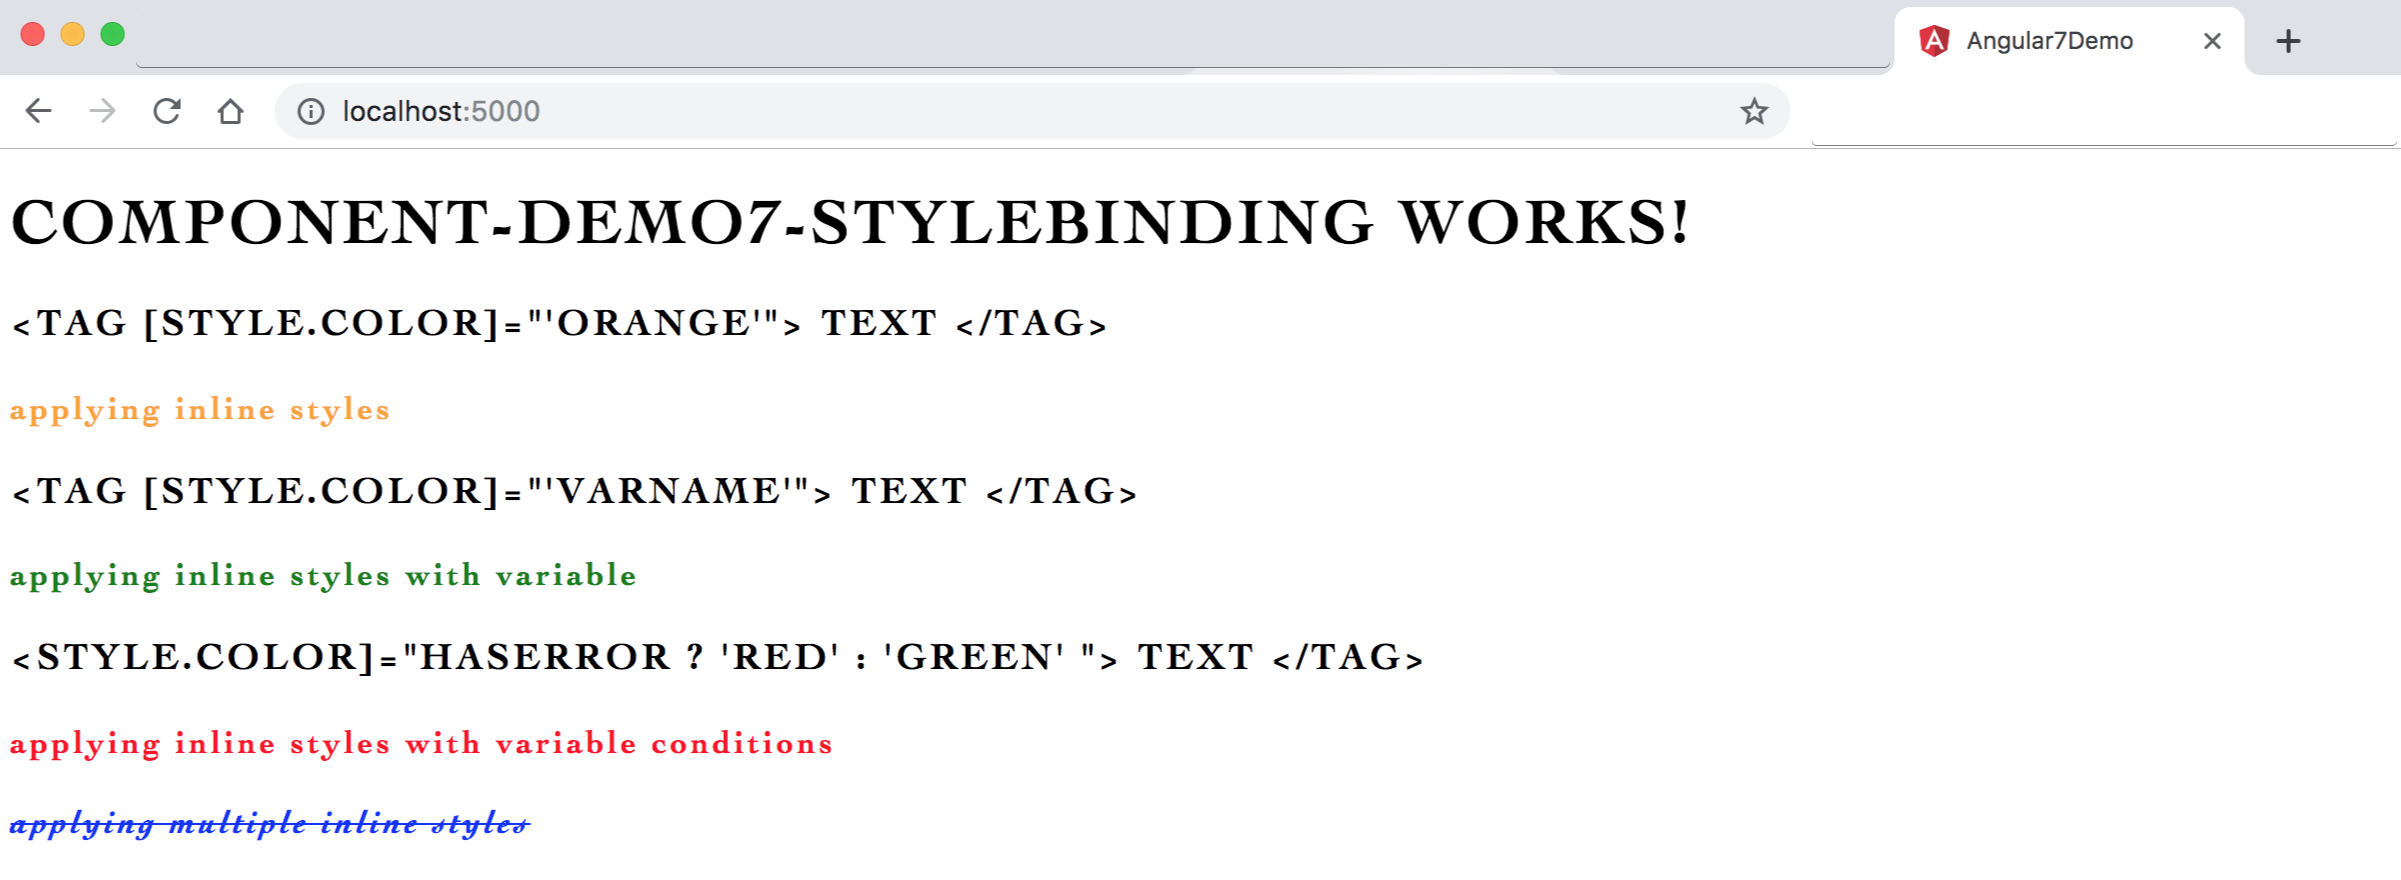 Angular7Demo
localhost:5000
COMPONENT-DEMO7-STYLEBINDING WORKS!
<TAG [STYLE.COLOR]="'ORANGE'"> TEXT </TAG>
applying inline styles
<TAG [STYLE.COLOR]="'VARNAME'"> TEXT </TAG>
applying inline styles with variable
<STYLE.COLOR]="HASERROR ? 'RED' : 'GREEN' "> TEXT </TAG>
applying inline styles with variable conditions
applying multiple inline styles